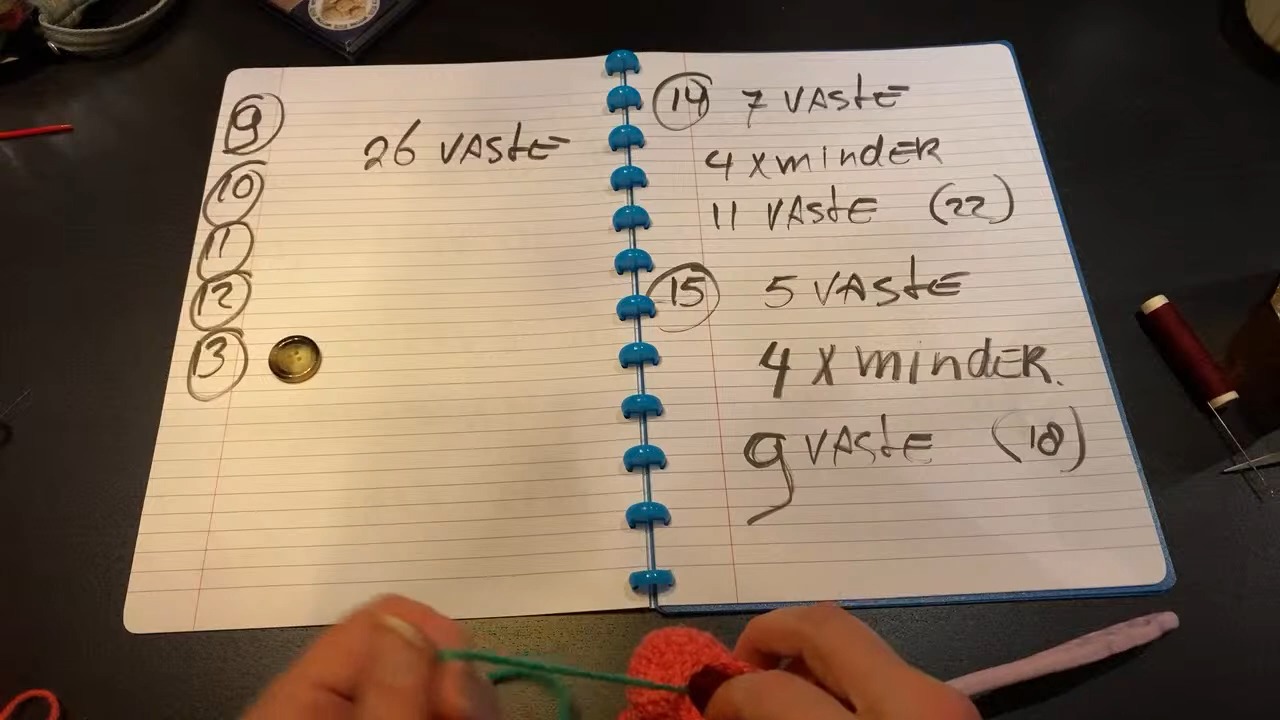 9
26 VASTE
10
11
12
13
14 7 VASTE
4 x mindER
11 VASTE (22)
15 5 VASTE
4 X mindER.
9 VASTE (18)